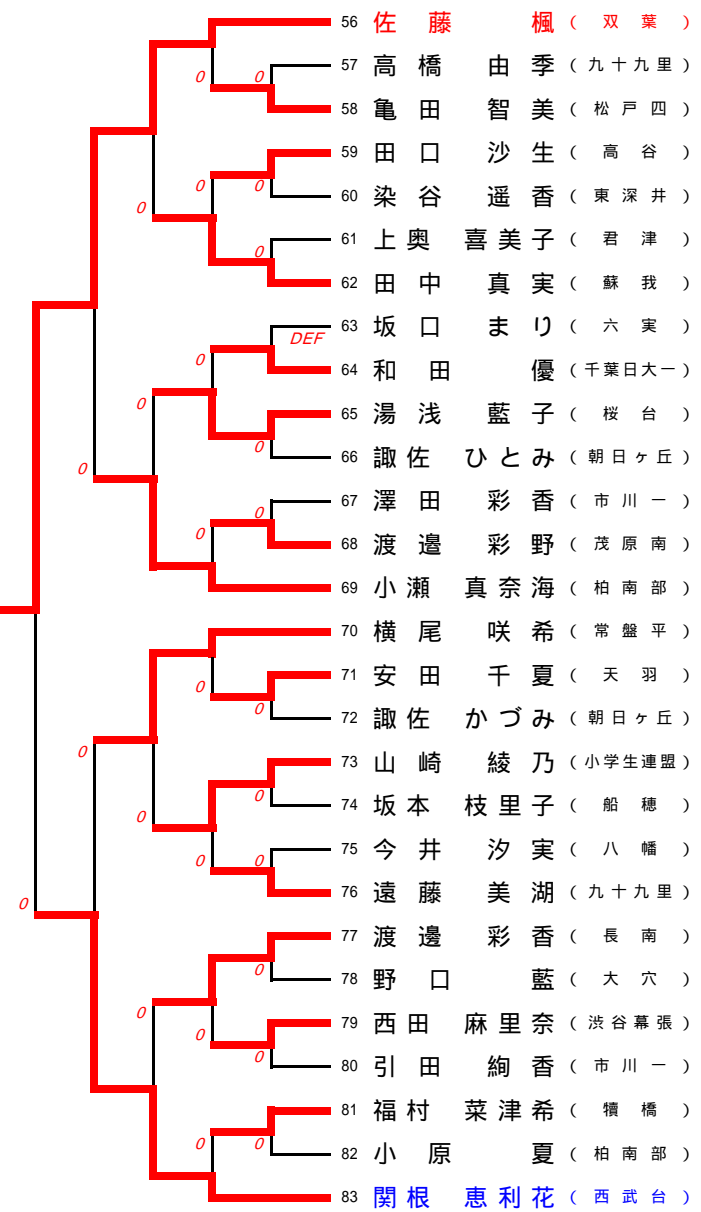 56 佐藤 楓 ( 双葉 )
0 0 57 高橋 由季 ( 九十九里 )
58 亀田 智美 ( 松戸四 )
59 田口 沙生 ( 高谷 )
0 0 60 染谷 遥香 ( 東深井 )
0 61 上奥 喜美子 ( 君津 )
0 62 田中 真実 ( 蘇我 )
63 坂口 まり ( 六実 )
DEF
0 64 和田 優 ( 千葉日大一 )
0 65 湯浅 藍子 ( 桜台 )
0 66 諏佐 ひとみ ( 朝日ヶ丘 )
0 67 澤田 彩香 ( 市川一 )
0 0 68 渡邉 彩野 ( 茂原南 )
69 小瀬 真奈海 ( 柏南部 )
70 横尾 咲希 ( 常盤平 )
0 71 安田 千夏 ( 天羽 )
0 72 諏佐 かづみ ( 朝日ヶ丘 )
0 73 山崎 綾乃 ( 小学生連盟 )
0 0 74 坂本 枝里子 ( 船穂 )
0 0 75 今井 汐実 ( 八幡 )
0 76 遠藤 美湖 ( 九十九里 )
77 渡邊 彩香 ( 長南 )
0 78 野口 藍 ( 大穴 )
0 0 79 西田 麻里奈 ( 渋谷幕張 )
0 80 引田 絢香 ( 市川一 )
81 福村 菜津希 ( 犢橋 )
0 0 82 小原 夏 ( 柏南部 )
83 関根 恵利花 ( 西武台 )